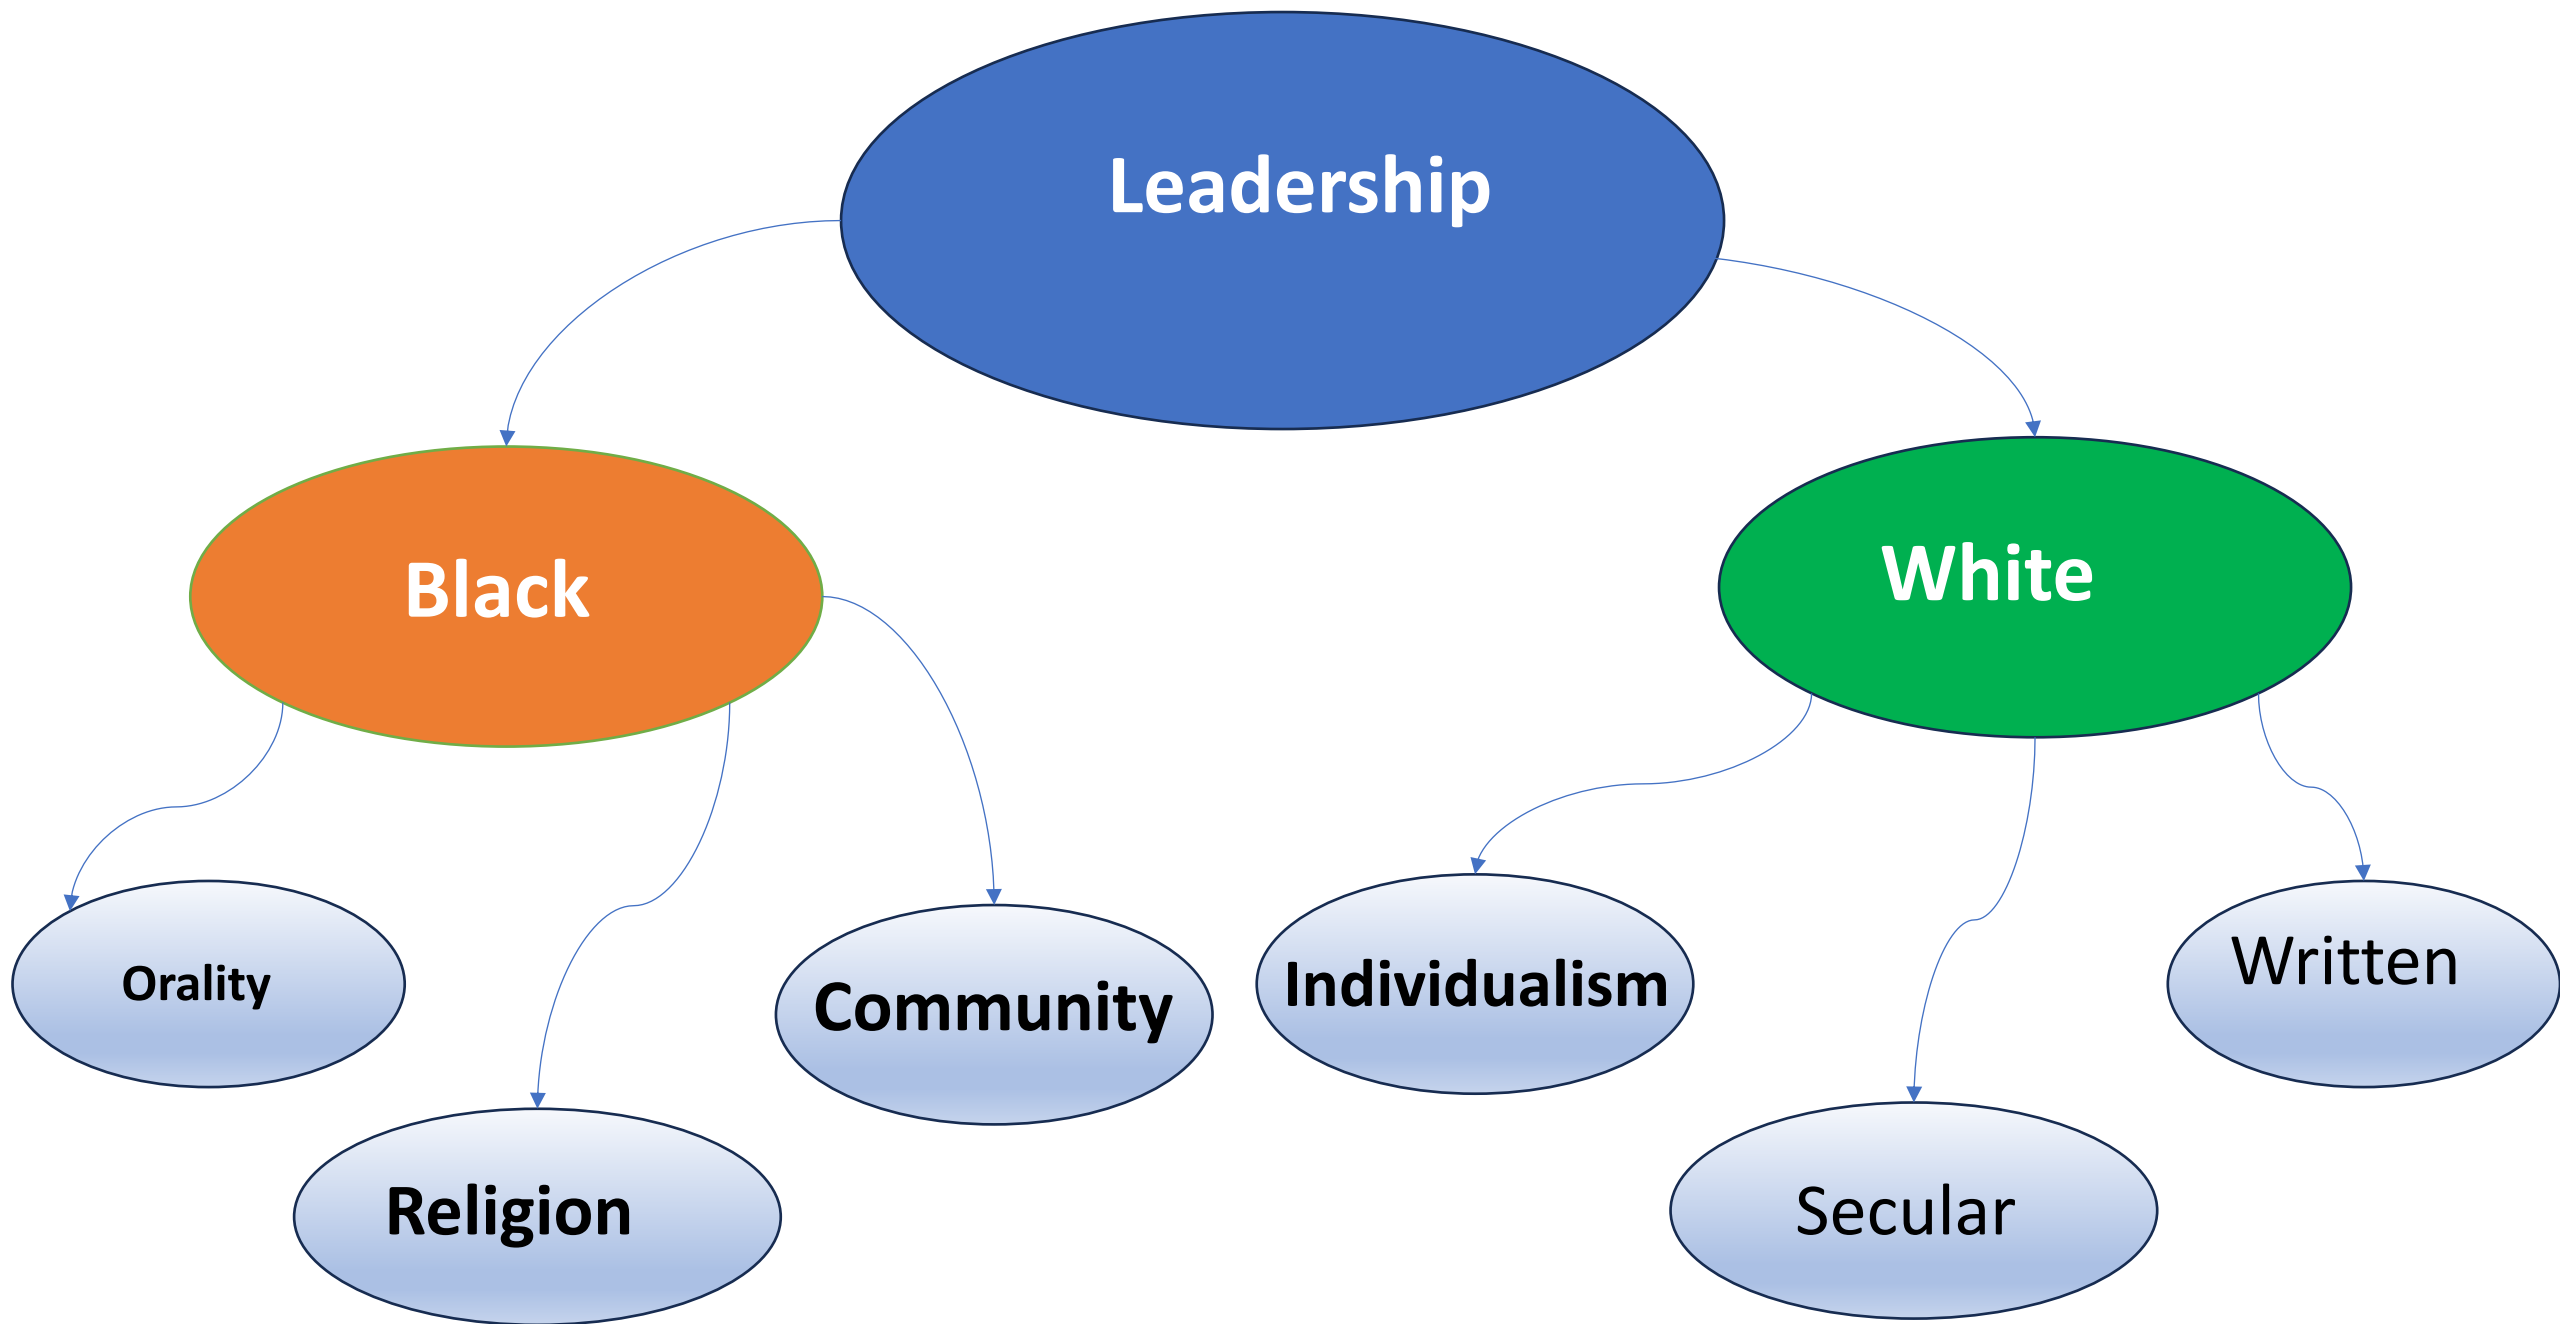 Leadership
Black
White
Orality
Religion
Community
Individualism
Secular
Written